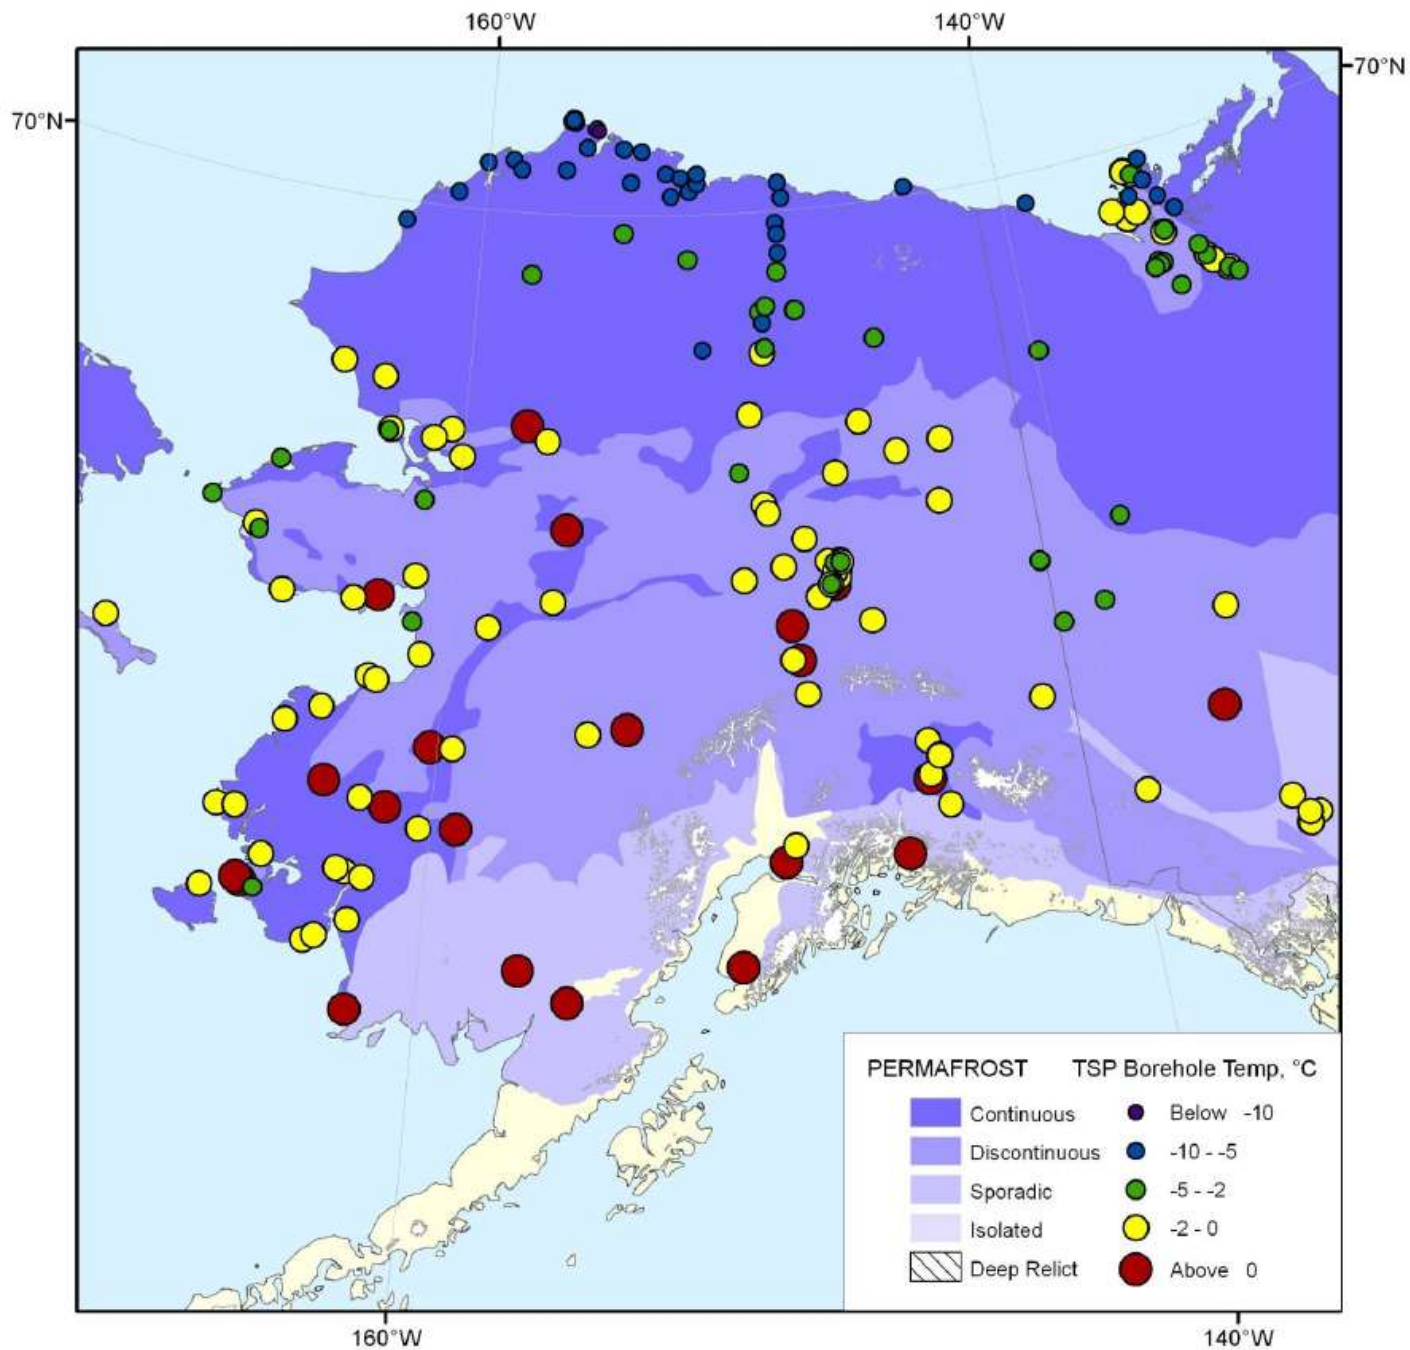 160°W 140°W
70°N
70°N
PERMAFROST TSP Borehole Temp, °C
Continuous Below -10
Discontinuous -10 - -5
Sporadic -5 - -2
Isolated -2 - 0
Deep Relict Above 0
160°W 140°W